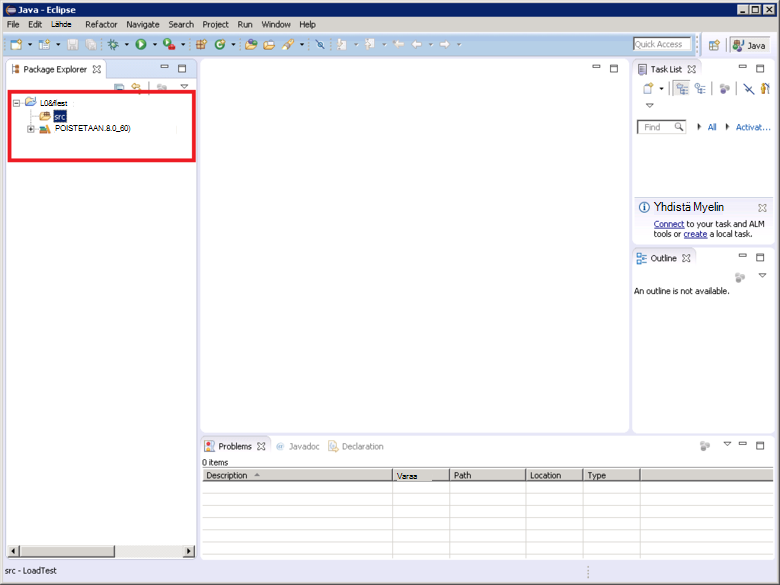 Java - Eclipse
File Edit Lähde Refactor Navigate Search Project Run Window Help
Quick Access Java
Package Explorer
L0&flest
src
POISTETAAN.8.0_60)
Task List
Find All Activat...
Yhdistä Myelin
Connect to your task and ALM
tools or create a local task.
Outline
An outline is not available.
Problems Javadoc Declaration
0 items
Description Varaa Path Location Type
src - LoadTest